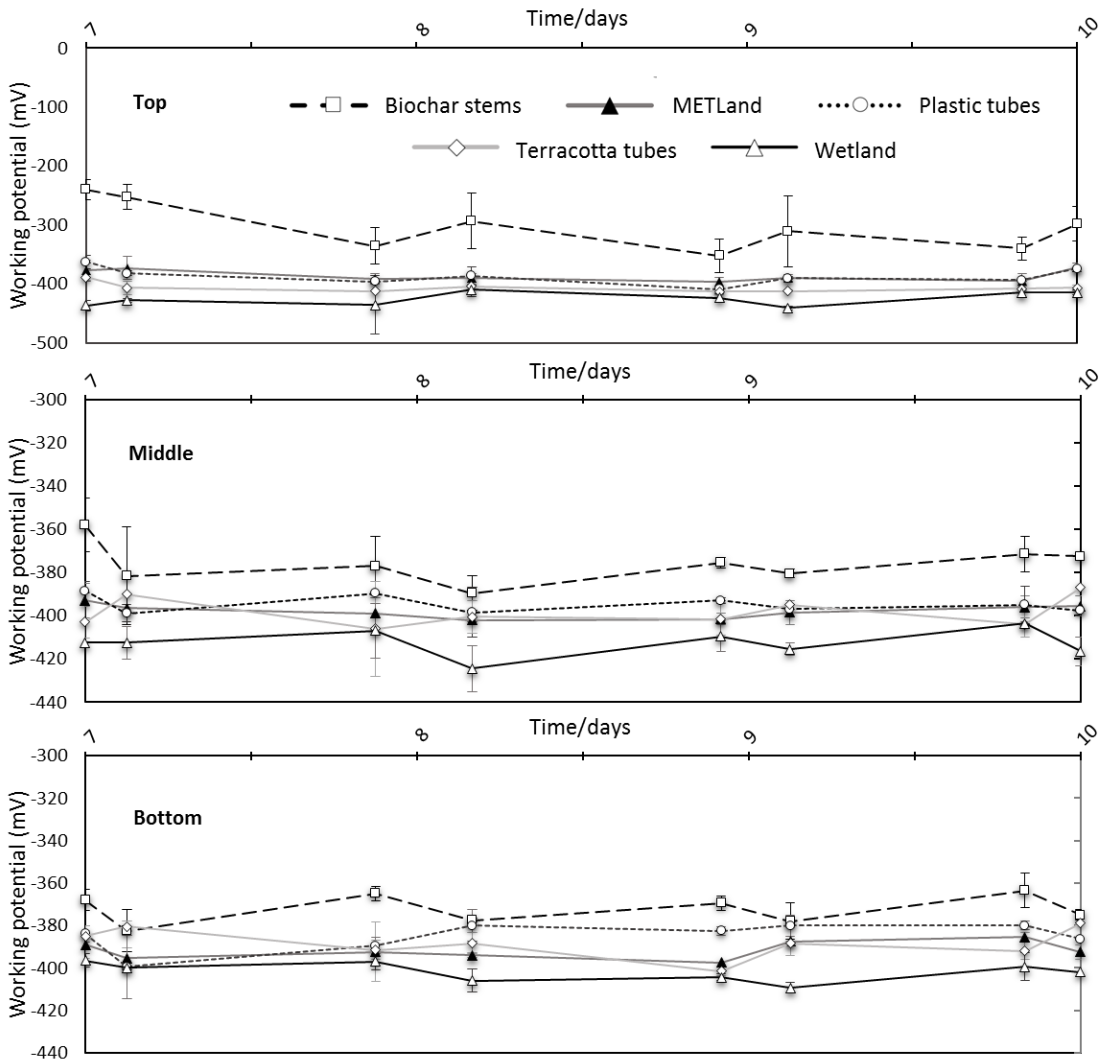 Time/days
7 8 9 10
0
-100
-200
-300
-400
-500
Working potential (mV)
Top
Biochar stems METLand Plastic tubes
Terracotta tubes Wetland
Time/days
7 8 9 10
-300
-320
-340
-360
-380
-400
-420
-440
Working potential (mV)
Middle
Time/days
7 8 9 10
-300
-320
-340
-360
-380
-400
-420
-440
Working potential (mV)
Bottom